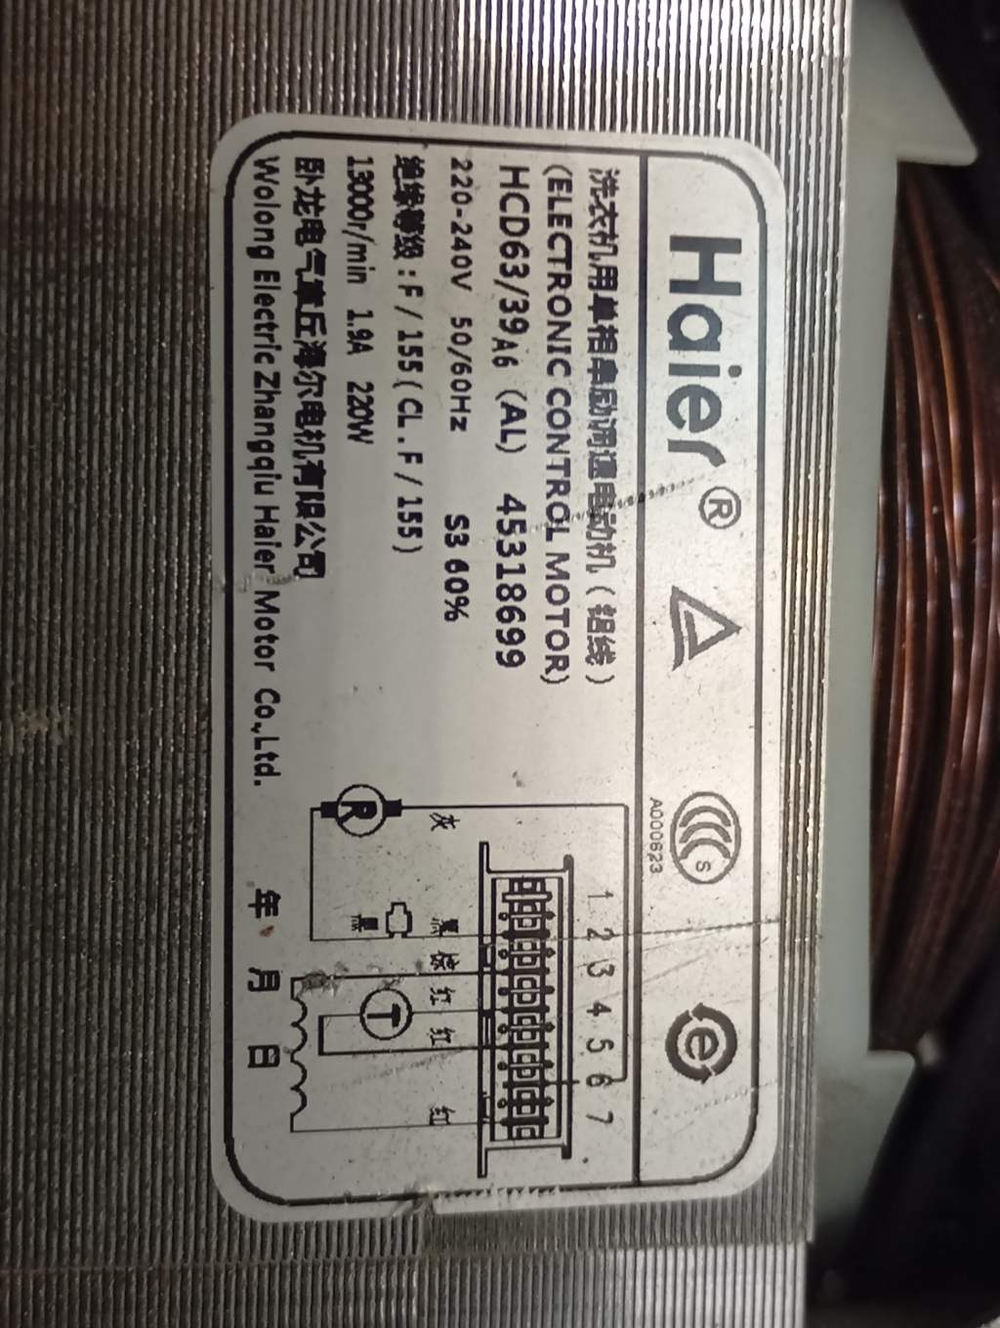 Haier®
S
A000623
e
洗衣机用单相串励调速电动机（铝线）
(ELECTRONIC CONTROL MOTOR)
HCD63/39A6 (AL) 45318699
220-240V 50/60Hz S3 60%
绝缘等级:F/155(CL.F/155)
13000r/min 1.9A 220W
卧龙电气章丘海尔电机有限公司
Wolong Electric Zhangqiu Haier Motor Co.,Ltd.
1 2 3 4 5 6 7
灰 黑 棕 红 红 红
R 黑 T
年 月 日